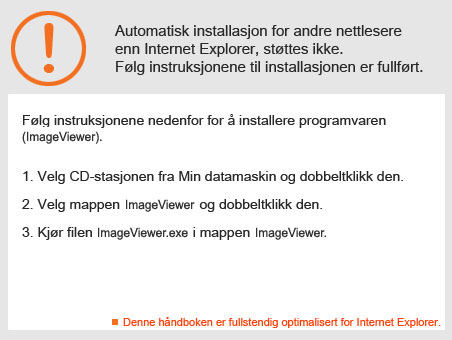 Automatisk installasjon for andre nettlesere
enn Internet Explorer, støttes ikke.
Følg instruksjonene til installasjonen er fullført.
Følg instruksjonene nedenfor for å installere programvaren
(ImageViewer).
1. Velg CD-stasjonen fra Min datamaskin og dobbeltklikk den.
2. Velg mappen ImageViewer og dobbeltklikk den.
3. Kjør filen ImageViewer.exe i mappen ImageViewer.
Denne håndboken er fullstendig optimalisert for Internet Explorer.